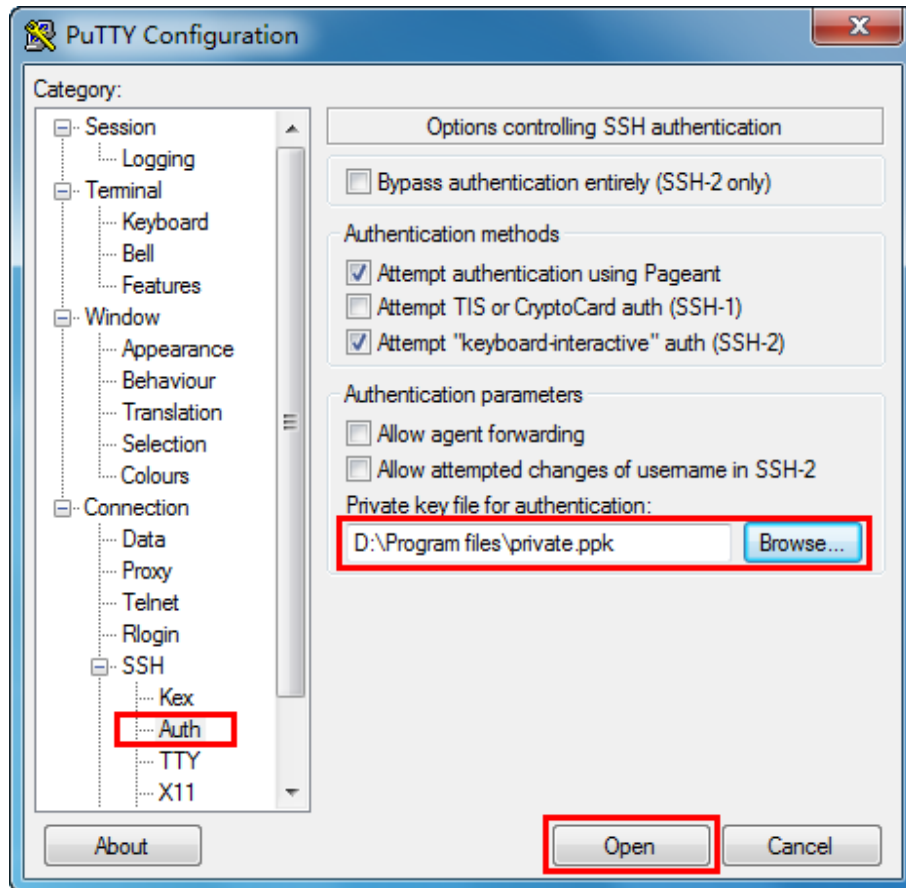 PuTTY Configuration
Category:
Session
Logging
Terminal
Keyboard
Bell
Features
Window
Appearance
Behaviour
Translation
Selection
Colours
Connection
Data
Proxy
Telnet
Rlogin
SSH
Kex
Auth
TTY
X11
Options controlling SSH authentication
Bypass authentication entirely (SSH-2 only)
Authentication methods
Attempt authentication using Pageant
Attempt TIS or CryptoCard auth (SSH-1)
Attempt "keyboard-interactive" auth (SSH-2)
Authentication parameters
Allow agent forwarding
Allow attempted changes of username in SSH-2
Private key file for authentication:
D:\Program files\private.ppk Browse...
About Open Cancel